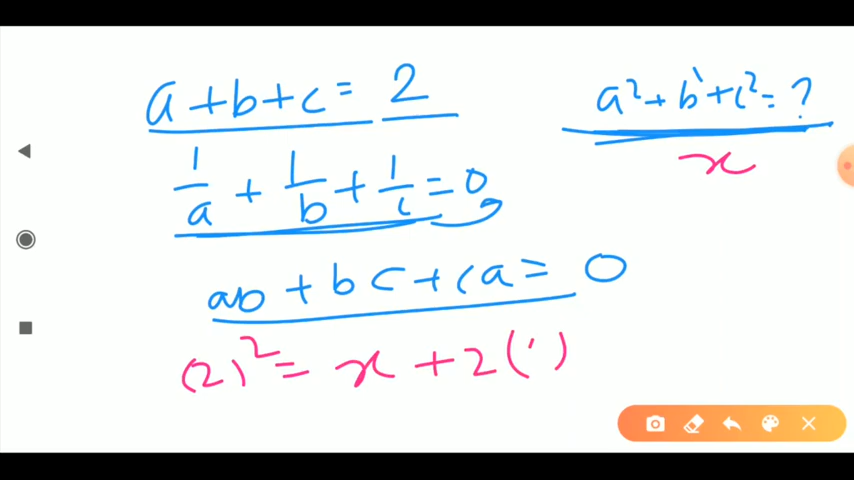 a + b + c = 2
a² + b² + c² = ?
x
1/a + 1/b + 1/c = 0
ab + bc + ca = 0
(2)² = x + 2( )